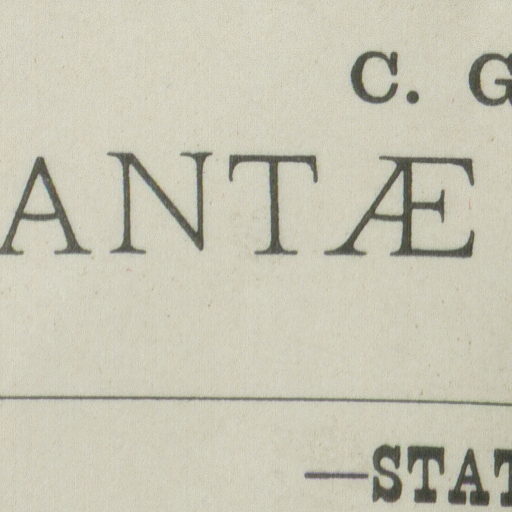 C. G
ANTÆ
—STAT